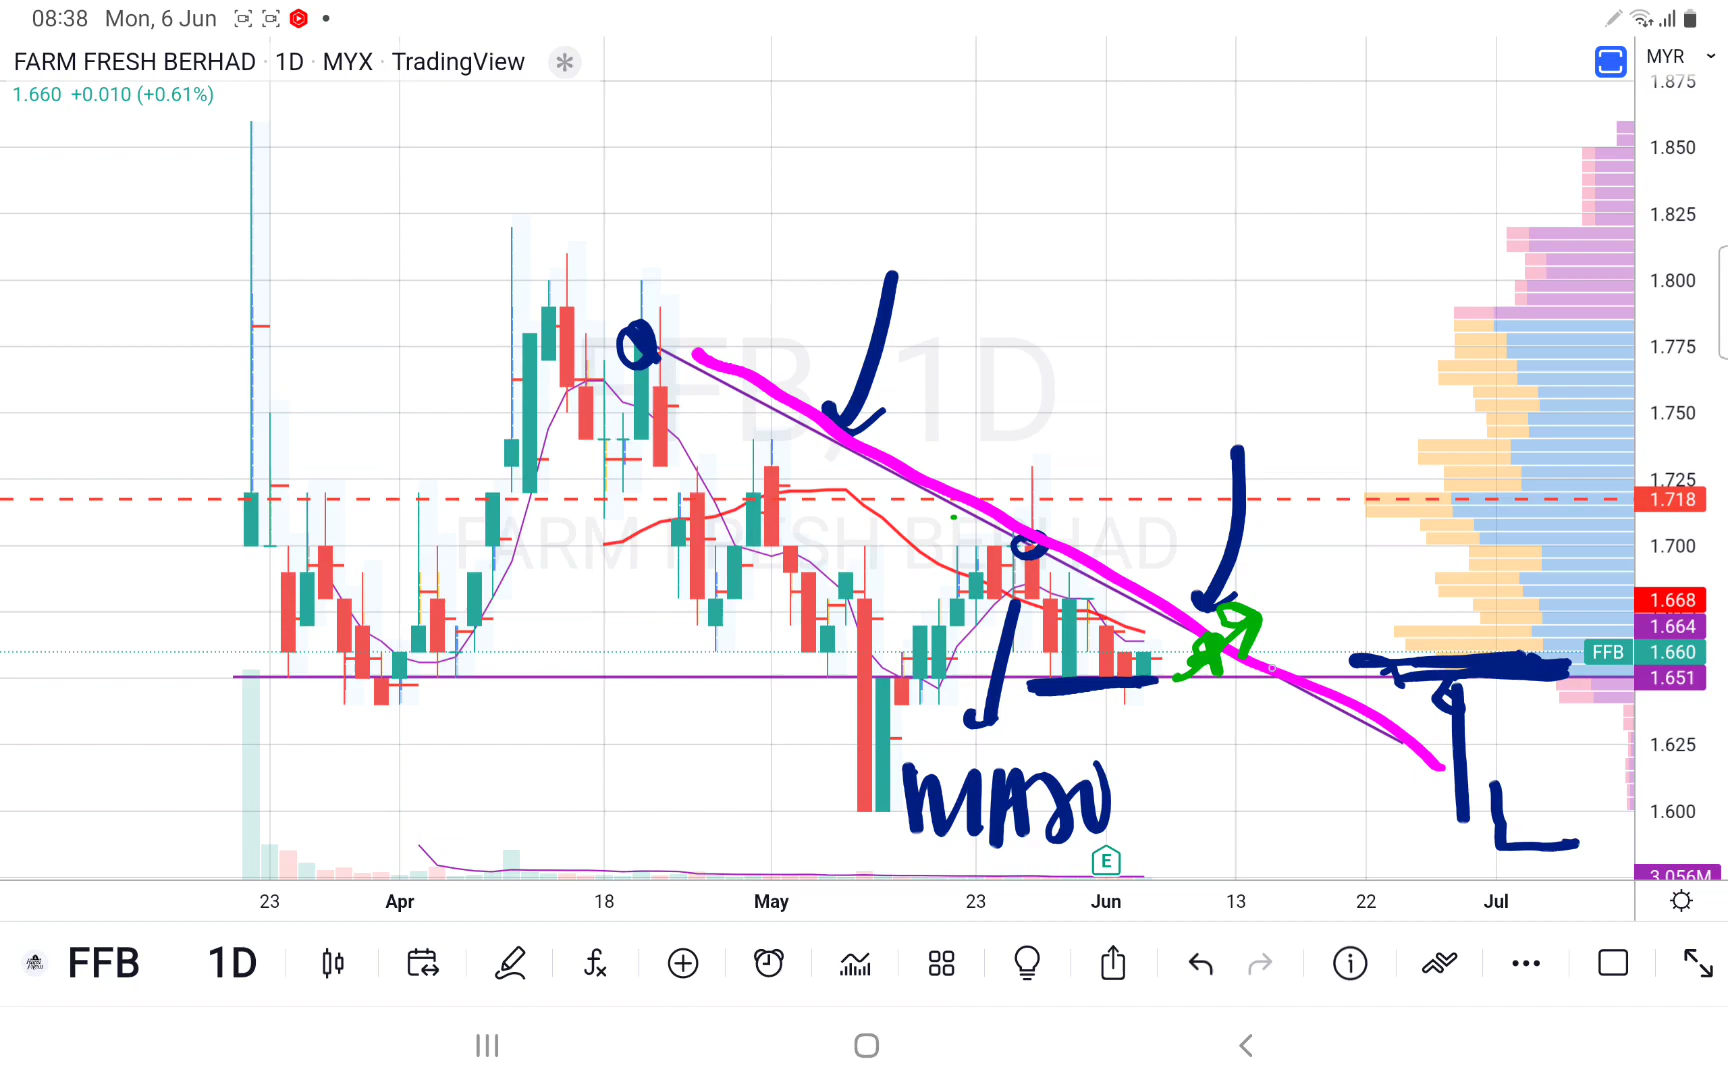 08:38 Mon, 6 Jun
FARM FRESH BERHAD · 1D · MYX · TradingView
MYR
1.660 +0.010 (+0.61%)
1.875
1.850
1.825
1.800
1.775
1.750
1.725
1.718
1.700
1.668
1.664
FFB 1.660
1.651
1.625
1.600
3.056M
FFB, 1D
FARM FRESH BERHAD
E
23 Apr 18 May 23 Jun 13 22 Jul
FFB 1D